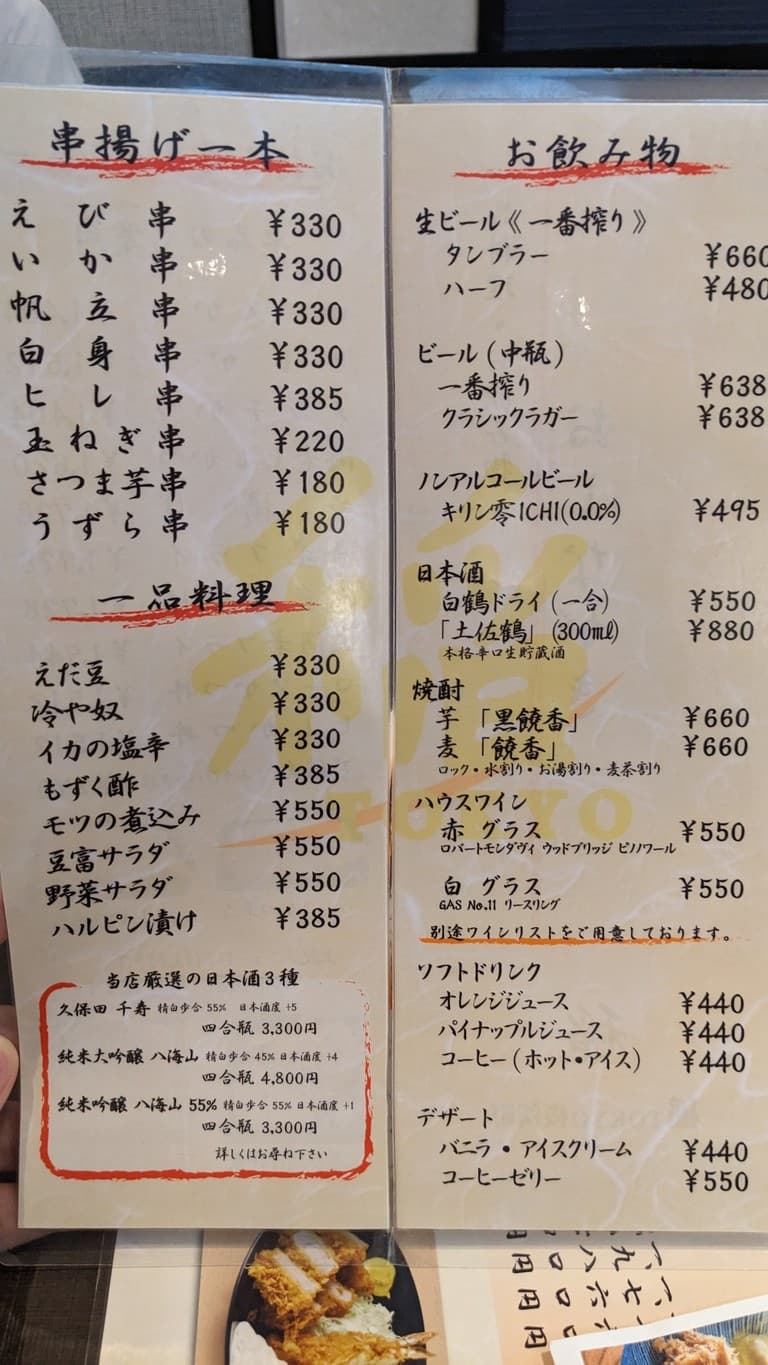 串揚げ一本
えび串 ¥330
いか串 ¥330
帆立串 ¥330
白身串 ¥330
ヒレ串 ¥385
玉ねぎ串 ¥220
さつま芋串 ¥180
うずら串 ¥180
一品料理
えだ豆 ¥330
冷や奴 ¥330
イカの塩辛 ¥330
もずく酢 ¥385
モツの煮込み ¥550
豆富サラダ ¥550
野菜サラダ ¥550
ハルピン漬け ¥385
当店厳選の日本酒3種
久保田 千寿 精白歩合 55% 日本酒度 +5
四合瓶 3,300円
純米大吟醸 八海山 精白歩合 45% 日本酒度 +4
四合瓶 4,800円
純米吟醸 八海山 55% 精白歩合 55% 日本酒度 +1
四合瓶 3,300円
詳しくはお尋ね下さい
お飲み物
生ビール《一番搾り》
タンブラー ¥660
ハーフ ¥480
ビール(中瓶)
一番搾り ¥638
クラシックラガー ¥638
ノンアルコールビール
キリン零ICHI(0.0%) ¥495
日本酒
白鶴ドライ(一合) ¥550
「土佐鶴」(300ml) ¥880
本格辛口生貯蔵酒
焼酎
芋「黒饒香」 ¥660
麦「饒香」 ¥660
ロック・水割り・お湯割り・麦茶割り
ハウスワイン
赤 グラス ¥550
ロバートモンダヴィ ウッドブリッジ ピノノワール
白 グラス ¥550
GAS No.11 リースリング
別途ワインリストをご用意しております。
ソフトドリンク
オレンジジュース ¥440
パイナップルジュース ¥440
コーヒー(ホット・アイス) ¥440
デザート
バニラ・アイスクリーム ¥440
コーヒーゼリー ¥550
TOKYO